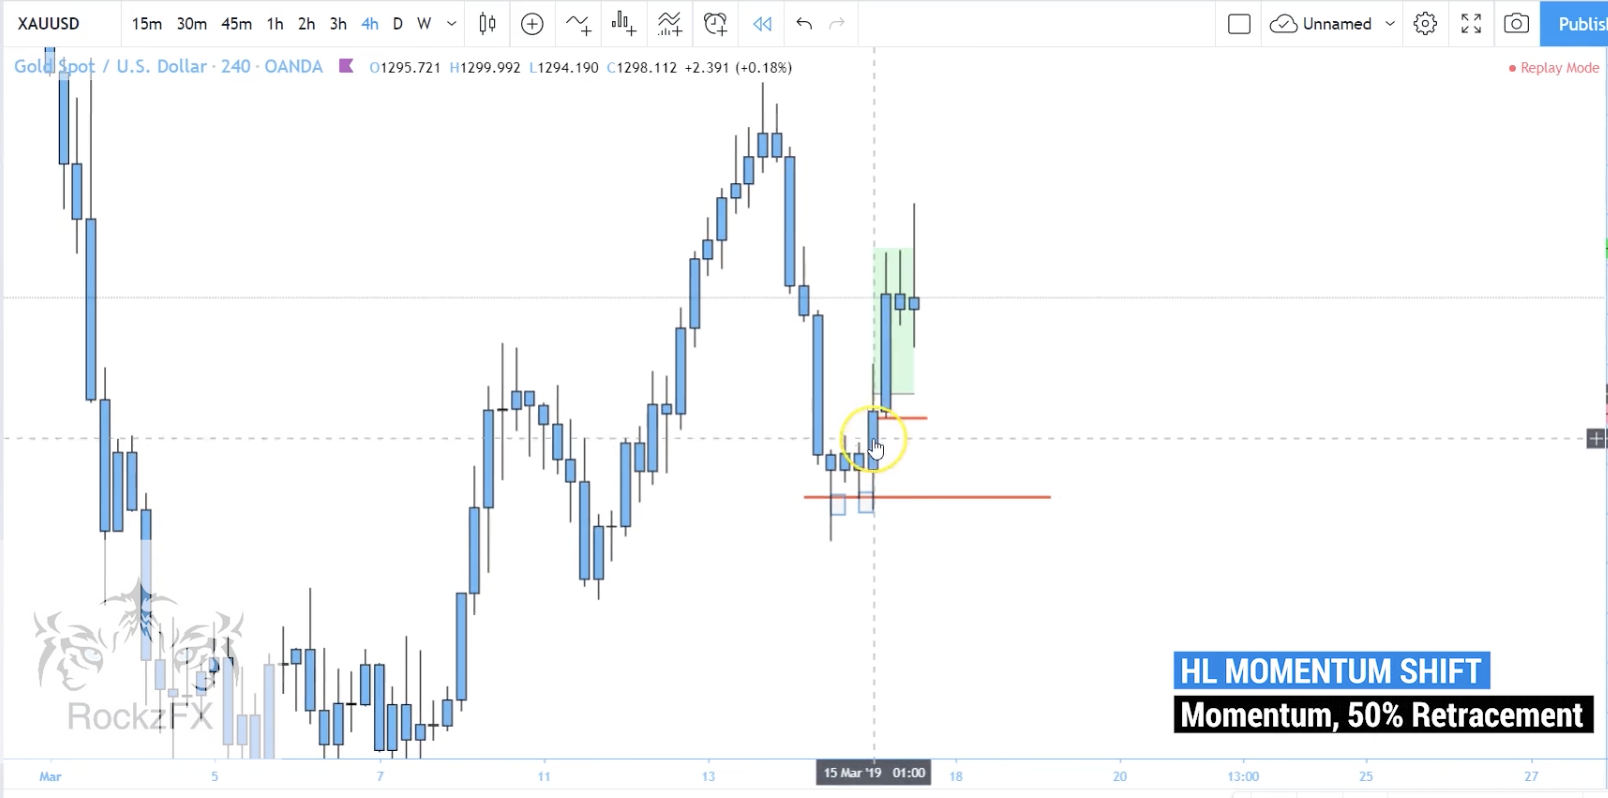 XAUUSD 15m 30m 45m 1h 2h 3h 4h D W Unnamed Publis
Gold Spot / U.S. Dollar · 240 · OANDA O1295.721 H1299.992 L1294.190 C1298.112 +2.391 (+0.18%) Replay Mode
HL MOMENTUM SHIFT
Momentum, 50% Retracement
RockzFX
Mar 5 7 11 13 15 Mar '19 01:00 18 20 13:00 25 27